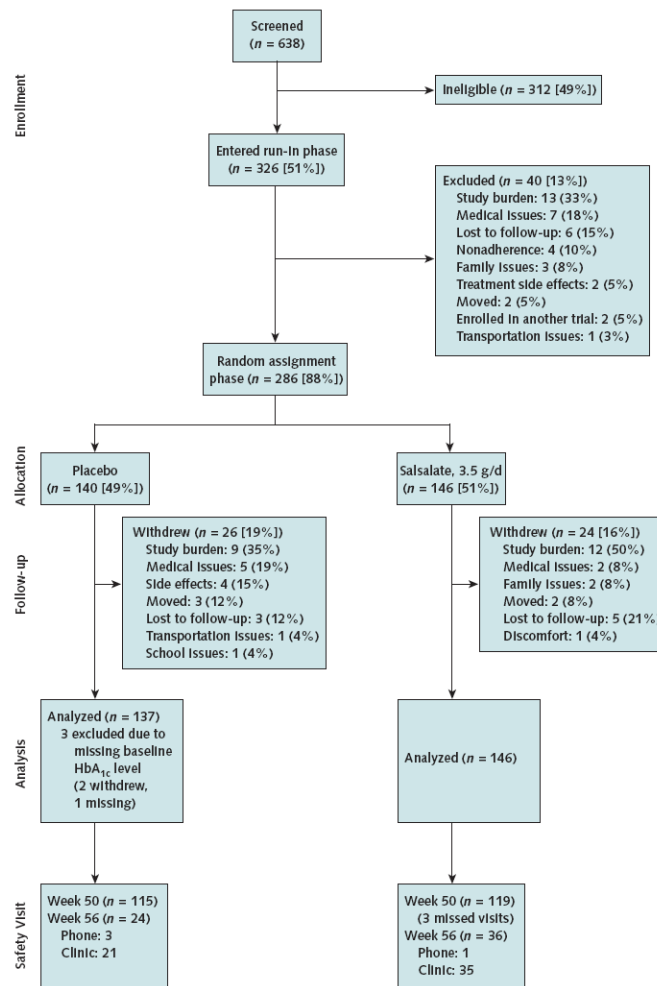 Screened
(n = 638)
Enrollment
Ineligible (n = 312 [49%])
Entered run-in phase
(n = 326 [51%])
Excluded (n = 40 [13%])
Study burden: 13 (33%)
Medical issues: 7 (18%)
Lost to follow-up: 6 (15%)
Nonadherence: 4 (10%)
Family issues: 3 (8%)
Treatment side effects: 2 (5%)
Moved: 2 (5%)
Enrolled in another trial: 2 (5%)
Transportation issues: 1 (3%)
Random assignment
phase (n = 286 [88%])
Allocation
Placebo
(n = 140 [49%])
Salsalate, 3.5 g/d
(n = 146 [51%])
Follow-up
Withdrew (n = 26 [19%])
Study burden: 9 (35%)
Medical issues: 5 (19%)
Side effects: 4 (15%)
Moved: 3 (12%)
Lost to follow-up: 3 (12%)
Transportation issues: 1 (4%)
School issues: 1 (4%)
Withdrew (n = 24 [16%])
Study burden: 12 (50%)
Medical issues: 2 (8%)
Family issues: 2 (8%)
Moved: 2 (8%)
Lost to follow-up: 5 (21%)
Discomfort: 1 (4%)
Analysis
Analyzed (n = 137)
3 excluded due to
missing baseline
HbA1c level
(2 withdrew,
1 missing)
Analyzed (n = 146)
Safety Visit
Week 50 (n = 115)
Week 56 (n = 24)
Phone: 3
Clinic: 21
Week 50 (n = 119)
(3 missed visits)
Week 56 (n = 36)
Phone: 1
Clinic: 35